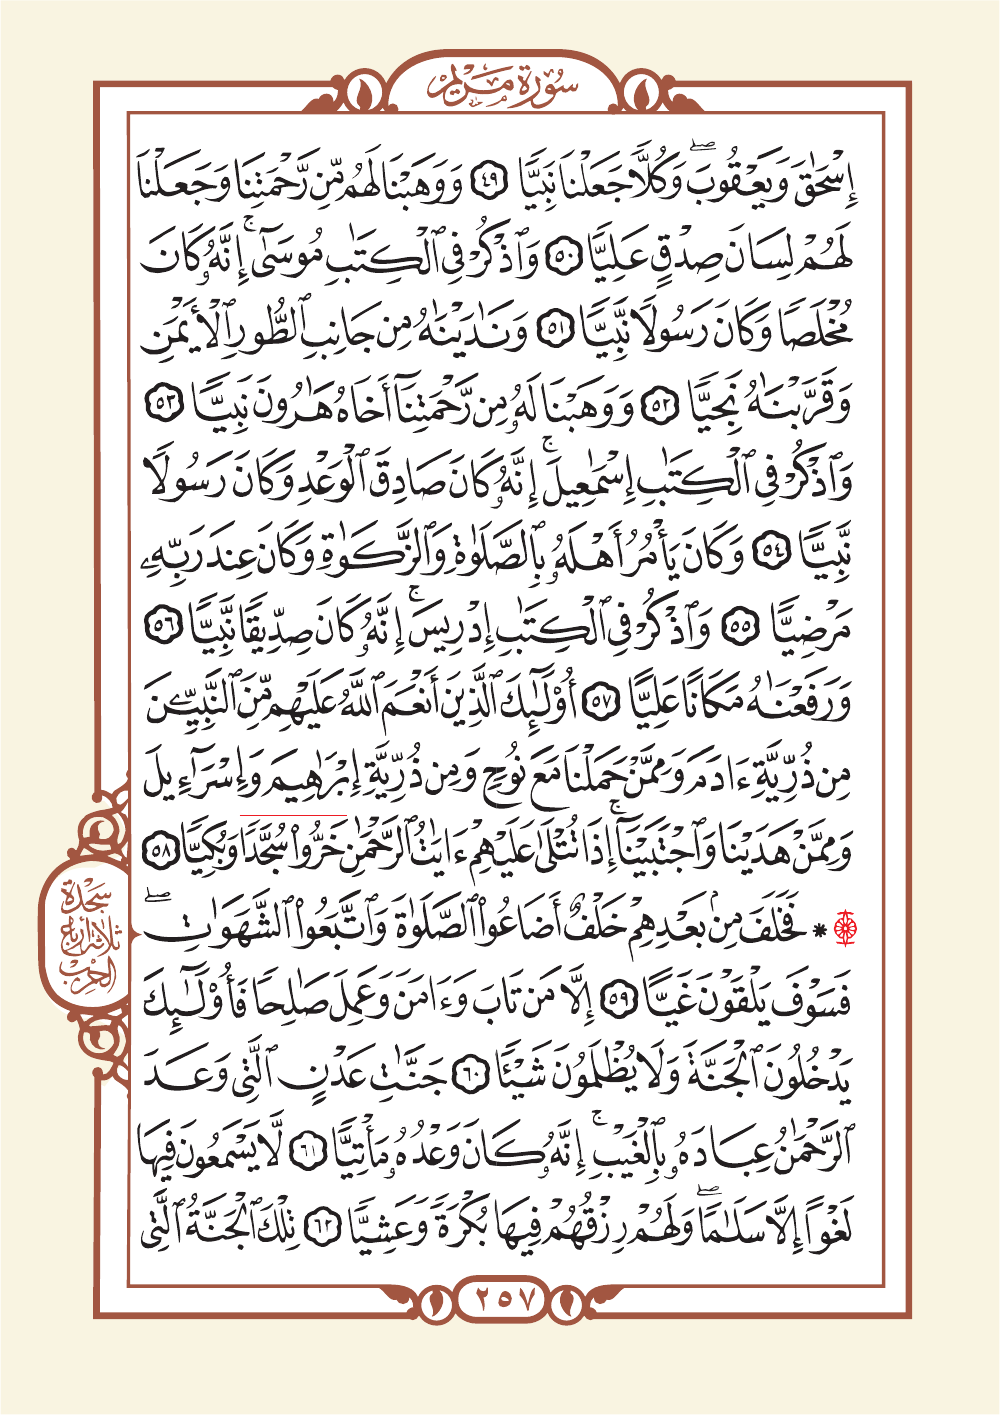 سُورَةُ مَرْيَم
إِسْحَٰقَ وَيَعْقُوبَۖ وَكُلًّا جَعَلْنَا نَبِيًّا ٤٩ وَوَهَبْنَا لَهُم مِّن رَّحْمَتِنَا وَجَعَلْنَا
لَهُمْ لِسَانَ صِدْقٍ عَلِيًّا ٥٠ وَٱذْكُرْ فِي ٱلْكِتَٰبِ مُوسَىٰٓۚ إِنَّهُۥ كَانَ
مُخْلَصًا وَكَانَ رَسُولًا نَّبِيًّا ٥١ وَنَٰدَيْنَٰهُ مِن جَانِبِ ٱلطُّورِ ٱلْأَيْمَنِ
وَقَرَّبْنَٰهُ نَجِيًّا ٥٢ وَوَهَبْنَا لَهُۥ مِن رَّحْمَتِنَآ أَخَاهُ هَٰرُونَ نَبِيًّا ٥٣
وَٱذْكُرْ فِي ٱلْكِتَٰبِ إِسْمَٰعِيلَۚ إِنَّهُۥ كَانَ صَادِقَ ٱلْوَعْدِ وَكَانَ رَسُولًا
نَّبِيًّا ٥٤ وَكَانَ يَأْمُرُ أَهْلَهُۥ بِٱلصَّلَوٰةِ وَٱلزَّكَوٰةِ وَكَانَ عِندَ رَبِّهِۦ
مَرْضِيًّا ٥٥ وَٱذْكُرْ فِي ٱلْكِتَٰبِ إِدْرِيسَۚ إِنَّهُۥ كَانَ صِدِّيقًا نَّبِيًّا ٥٦
وَرَفَعْنَٰهُ مَكَانًا عَلِيًّا ٥٧ أُوْلَٰٓئِكَ ٱلَّذِينَ أَنْعَمَ ٱللَّهُ عَلَيْهِم مِّنَ ٱلنَّبِيِّۦنَ
مِن ذُرِّيَّةِ ءَادَمَ وَمِمَّنْ حَمَلْنَا مَعَ نُوحٍ وَمِن ذُرِّيَّةِ إِبْرَٰهِيمَ وَإِسْرَٰٓءِيلَ
وَمِمَّنْ هَدَيْنَا وَٱجْتَبَيْنَآۚ إِذَا تُتْلَىٰ عَلَيْهِمْ ءَايَٰتُ ٱلرَّحْمَٰنِ خَرُّواْ سُجَّدًا وَبُكِيًّا ٥٨
* فَخَلَفَ مِنۢ بَعْدِهِمْ خَلْفٌ أَضَاعُواْ ٱلصَّلَوٰةَ وَٱتَّبَعُواْ ٱلشَّهَوَٰتِۖ
فَسَوْفَ يَلْقَوْنَ غَيًّا ٥٩ إِلَّا مَن تَابَ وَءَامَنَ وَعَمِلَ صَٰلِحًا فَأُوْلَٰٓئِكَ
يَدْخُلُونَ ٱلْجَنَّةَ وَلَا يُظْلَمُونَ شَيْـًٔا ٦٠ جَنَّٰتِ عَدْنٍ ٱلَّتِي وَعَدَ
ٱلرَّحْمَٰنُ عِبَادَهُۥ بِٱلْغَيْبِۚ إِنَّهُۥ كَانَ وَعْدُهُۥ مَأْتِيًّا ٦١ لَّا يَسْمَعُونَ فِيهَا
لَغْوًا إِلَّا سَلَٰمًاۖ وَلَهُمْ رِزْقُهُمْ فِيهَا بُكْرَةً وَعَشِيًّا ٦٢ تِلْكَ ٱلْجَنَّةُ ٱلَّتِي
سَجْدَة
ثَلَاثَة أَرْبَاع
الحِزْب
٢٥٧